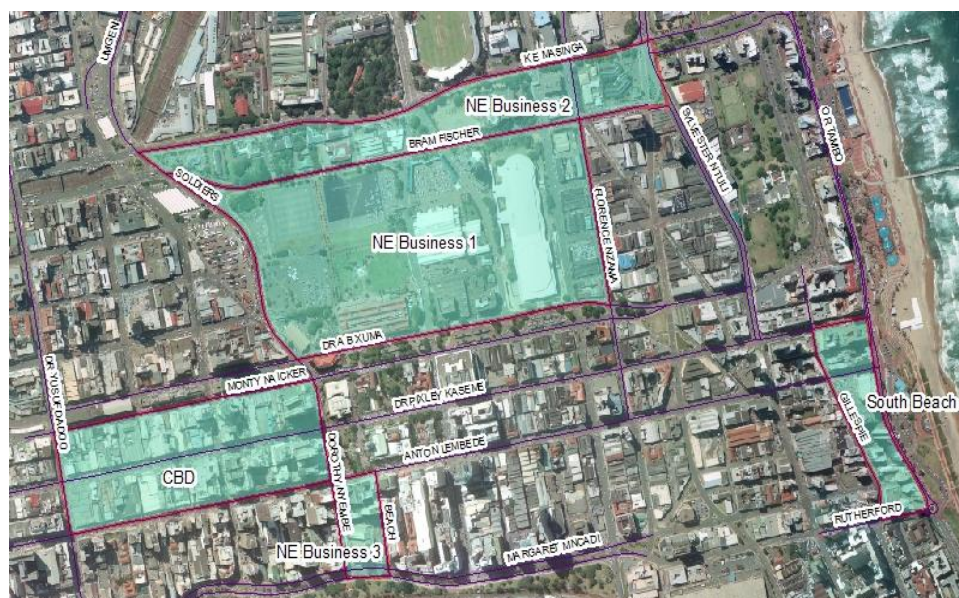 UMGENI
KE MASINGA
NE Business 2
BRAM FISCHER
SOLDIERS
SYLVESTER NTULI
O R TAMBO
FLORENCE NZAMA
NE Business 1
DR A B XUMA
MONTY NAICKER
DR PIXLEY KASEME
DR YUSUF DADOO
GILLESPIE
South Beach
DOROTHY NYEMBE
ANTON LEMBEDE
CBD
BEACH
RUTHERFORD
NE Business 3
MARGARET MNCADI